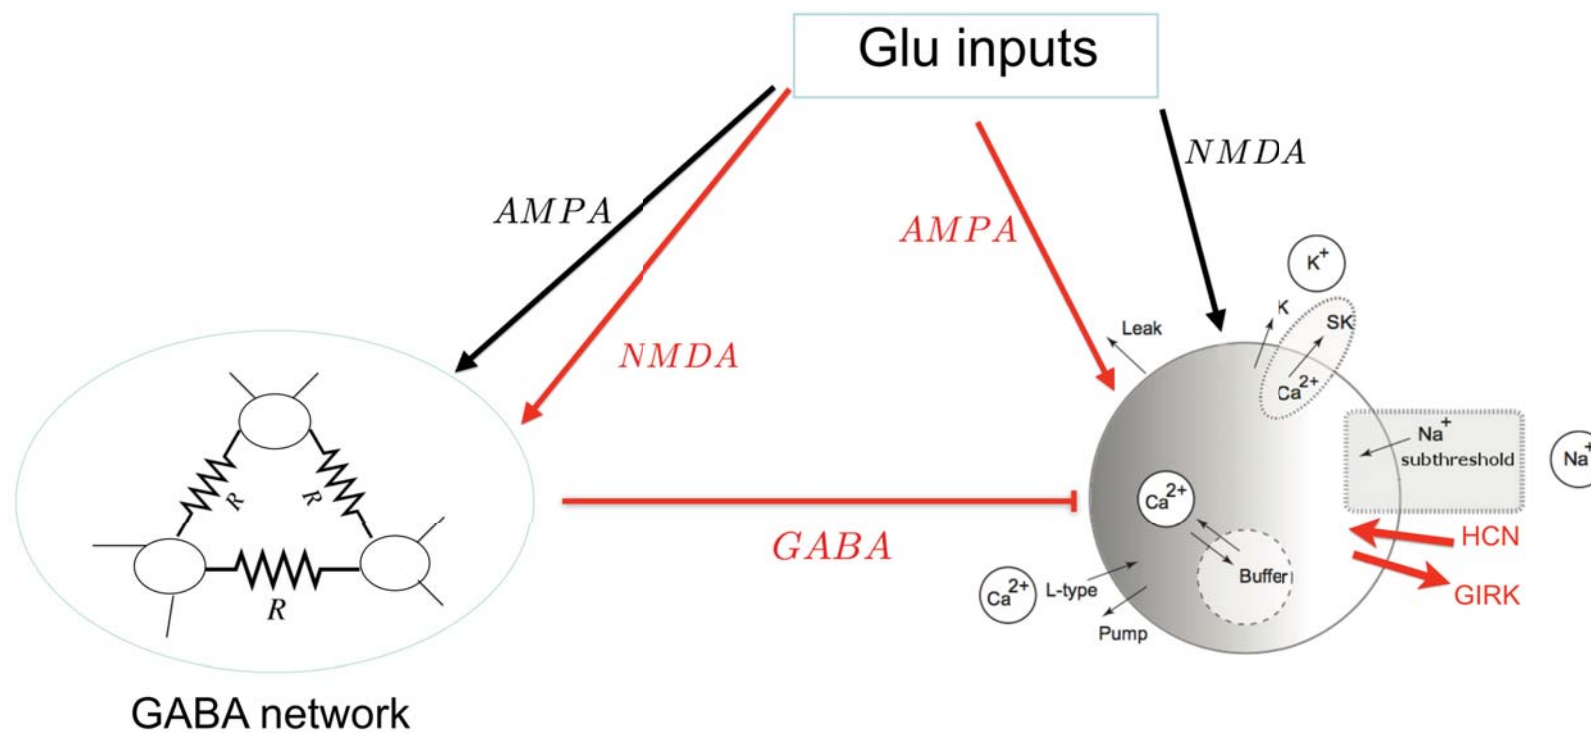 Glu inputs
NMDA
AMPA
AMPA
NMDA
K+
K
SK
Leak
Ca2+
Na+
subthreshold
Na+
R
R
R
Ca2+
GABA
HCN
Buffer
L-type
Ca2+
GIRK
Pump
GABA network